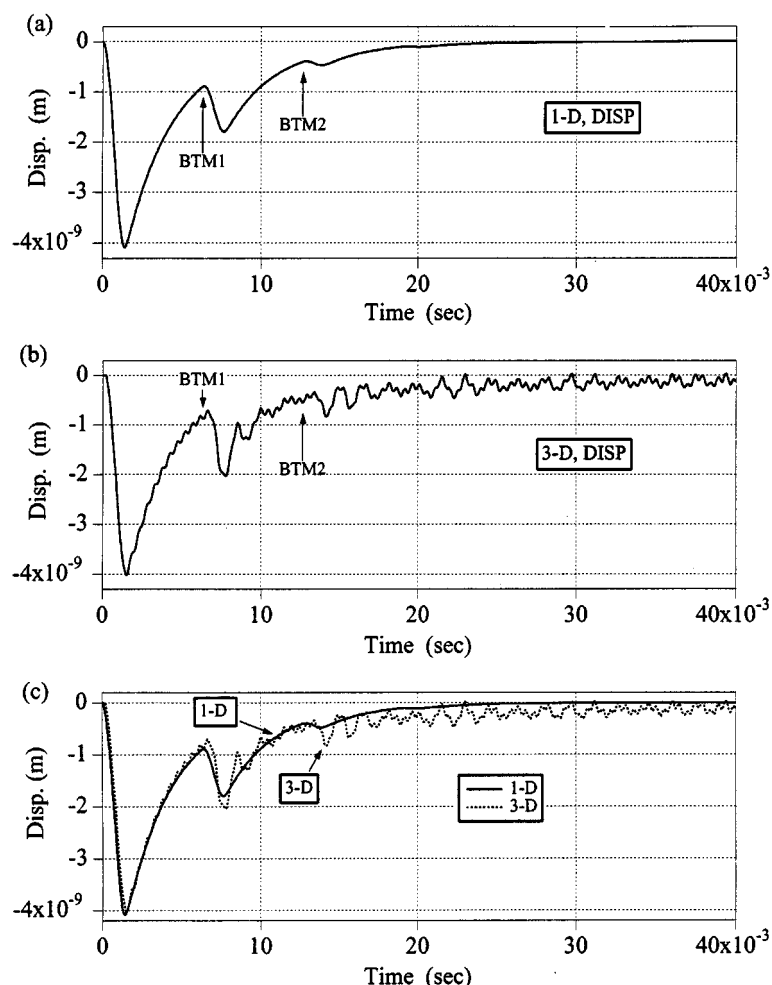 (a)
0
-1
-2
-3
-4x10-9
Disp. (m)
BTM1
BTM2
1-D, DISP
0
10
20
30
40x10-3
Time (sec)
(b)
0
-1
-2
-3
-4x10-9
Disp. (m)
BTM1
BTM2
3-D, DISP
0
10
20
30
40x10-3
Time (sec)
(c)
0
-1
-2
-3
-4x10-9
Disp. (m)
1-D
3-D
1-D
3-D
0
10
20
30
40x10-3
Time (sec)